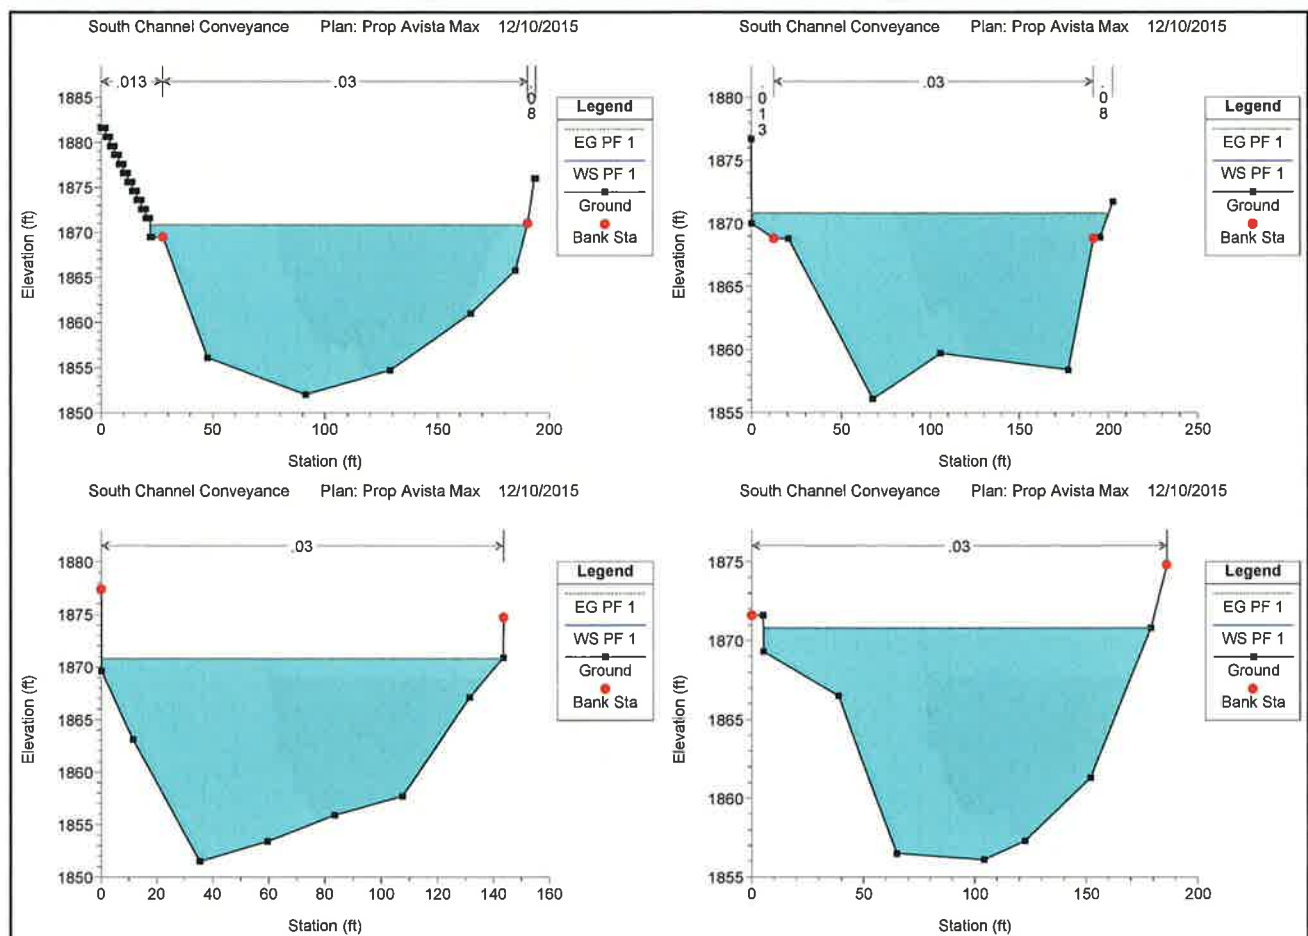 South Channel Conveyance Plan: Prop Avista Max 12/10/2015
.013 .03 .08
Elevation (ft)
1885
1880
1875
1870
1865
1860
1855
1850
0 50 100 150 200
Station (ft)
Legend
EG PF 1
WS PF 1
Ground
Bank Sta
South Channel Conveyance Plan: Prop Avista Max 12/10/2015
.013 .03 .08
Elevation (ft)
1880
1875
1870
1865
1860
1855
0 50 100 150 200 250
Station (ft)
Legend
EG PF 1
WS PF 1
Ground
Bank Sta
South Channel Conveyance Plan: Prop Avista Max 12/10/2015
.03
Elevation (ft)
1880
1875
1870
1865
1860
1855
1850
0 20 40 60 80 100 120 140 160
Station (ft)
Legend
EG PF 1
WS PF 1
Ground
Bank Sta
South Channel Conveyance Plan: Prop Avista Max 12/10/2015
.03
Elevation (ft)
1875
1870
1865
1860
1855
0 50 100 150 200
Station (ft)
Legend
EG PF 1
WS PF 1
Ground
Bank Sta